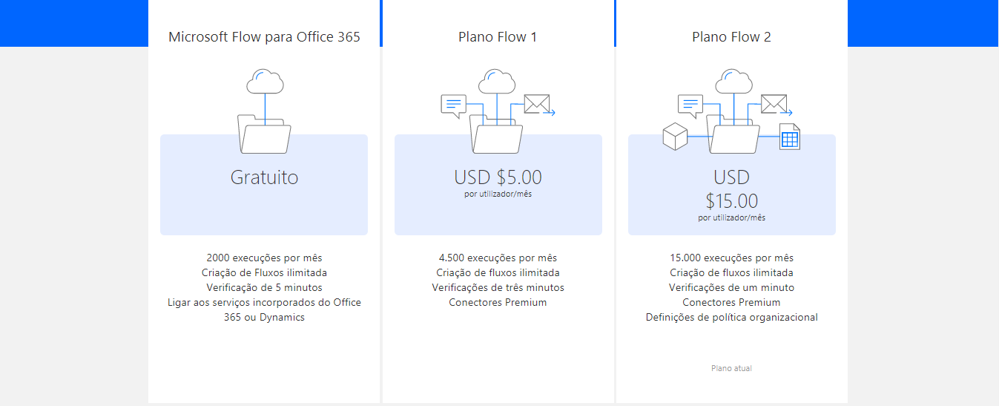 Microsoft Flow para Office 365
Gratuito
2000 execuções por mês
Criação de Fluxos ilimitada
Verificação de 5 minutos
Ligar aos serviços incorporados do Office
365 ou Dynamics
Plano Flow 1
USD $5.00
por utilizador/mês
4.500 execuções por mês
Criação de fluxos ilimitada
Verificações de três minutos
Conectores Premium
Plano Flow 2
USD
$15.00
por utilizador/mês
15.000 execuções por mês
Criação de fluxos ilimitada
Verificações de um minuto
Conectores Premium
Definições de política organizacional
Plano atual